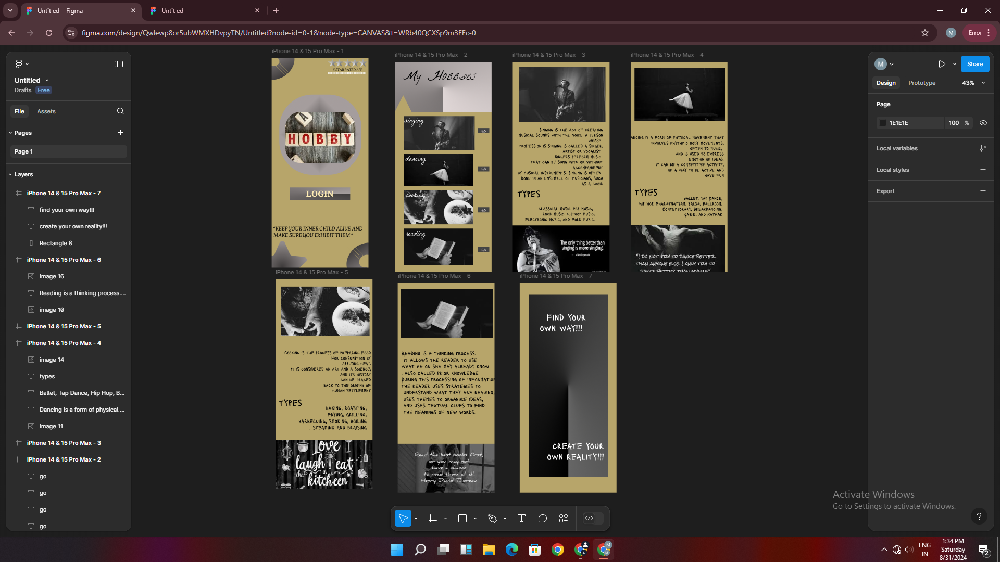 Untitled – Figma
Untitled
figma.com/design/Qwlewp8or5ubWMXHDvpyTN/Untitled?node-id=0-1&node-type=CANVAS&t=WRb40QCXSp9m3EEc-0
M
Error
Untitled
Drafts Free
File Assets
Pages
Page 1
Layers
iPhone 14 & 15 Pro Max - 7
find your own way!!!
create your own reality!!!
Rectangle 8
iPhone 14 & 15 Pro Max - 6
image 16
Reading is a thinking process....
image 10
iPhone 14 & 15 Pro Max - 5
iPhone 14 & 15 Pro Max - 4
image 14
types
Ballet, Tap Dance, Hip Hop, B...
Dancing is a form of physical ...
image 11
iPhone 14 & 15 Pro Max - 3
iPhone 14 & 15 Pro Max - 2
go
go
go
go
iPhone 14 & 15 Pro Max - 1
5 STAR RATED APP
A
HOBBY
LOGIN
"KEEP YOUR INNER CHILD ALIVE AND
MAKE SURE YOU EXHIBIT THEM "
iPhone 14 & 15 Pro Max - 2
My Hobbies
singing
GO
dancing
GO
cooking
GO
reading
GO
iPhone 14 & 15 Pro Max - 3
SINGING IS THE ACT OF CREATING
MUSICAL SOUNDS WITH THE VOICE. A PERSON
WHOSE
PROFESSION IS SINGING IS CALLED A SINGER,
ARTIST OR VOCALIST.
SINGERS PERFORM MUSIC
THAT CAN BE SUNG WITH OR WITHOUT
ACCOMPANIMENT
BY MUSICAL INSTRUMENTS. SINGING IS OFTEN
DONE IN AN ENSEMBLE OF MUSICIANS, SUCH
AS A CHOIR
TYPES
CLASSICAL MUSIC, POP MUSIC,
ROCK MUSIC, HIP-HOP MUSIC,
ELECTRONIC MUSIC, AND FOLK MUSIC.
The only thing better than
singing is more singing.
— Ella Fitzgerald
iPhone 14 & 15 Pro Max - 4
ANCING IS A FORM OF PHYSICAL MOVEMENT THAT
INVOLVES RHYTHMIC BODY MOVEMENTS,
OFTEN TO MUSIC,
AND IS USED TO EXPRESS
EMOTION OR IDEAS.
IT CAN BE A COMPETITIVE ACTIVITY,
OR A WAY TO BE ACTIVE AND
HAVE FUN
TYPES
BALLET, TAP DANCE,
HIP HOP, BHARATNATYAM, SALSA, BALLROOM,
CONTEMPORARY, BREAKDANCING,
JAZZ, AND KATHAK
"I DO NOT TRY TO DANCE BETTER
THAN ANYONE ELSE. I ONLY TRY TO
DANCE BETTER THAN MYSELF"
iPhone 14 & 15 Pro Max - 5
COOKING IS THE PROCESS OF PREPARING FOOD
FOR CONSUMPTION BY
APPLYING HEAT.
IT IS CONSIDERED AN ART AND A SCIENCE,
AND ITS HISTORY
CAN BE TRACED
BACK TO THE ORIGINS OF
HUMAN SETTLEMENT
TYPES
BAKING, ROASTING,
FRYING, GRILLING,
BARBECUING, SMOKING, BOILING
, STEAMING AND BRAISING
Love
laugh eat
in the kitcheen in
iPhone 14 & 15 Pro Max - 6
READING IS A THINKING PROCESS.
IT ALLOWS THE READER TO USE
WHAT HE OR SHE MAY ALREADY KNOW
, ALSO CALLED PRIOR KNOWLEDGE.
DURING THIS PROCESSING OF INFORMATION
THE READER USES STRATEGIES TO
UNDERSTAND WHAT THEY ARE READING,
USES THEMES TO ORGANIZE IDEAS,
AND USES TEXTUAL CLUES TO FIND
THE MEANINGS OF NEW WORDS.
Read the best books first,
or you may not
have a chance
to read them at all.
Henry David Thoreau
iPhone 14 & 15 Pro Max - 7
FIND YOUR
OWN WAY!!!
CREATE YOUR
OWN REALITY!!!
M
Share
Design Prototype 43%
Page
1E1E1E 100 %
Local variables
Local styles
Export
Activate Windows
Go to Settings to activate Windows.
?
ENG
IN
1:34 PM
Saturday
8/31/2024
2